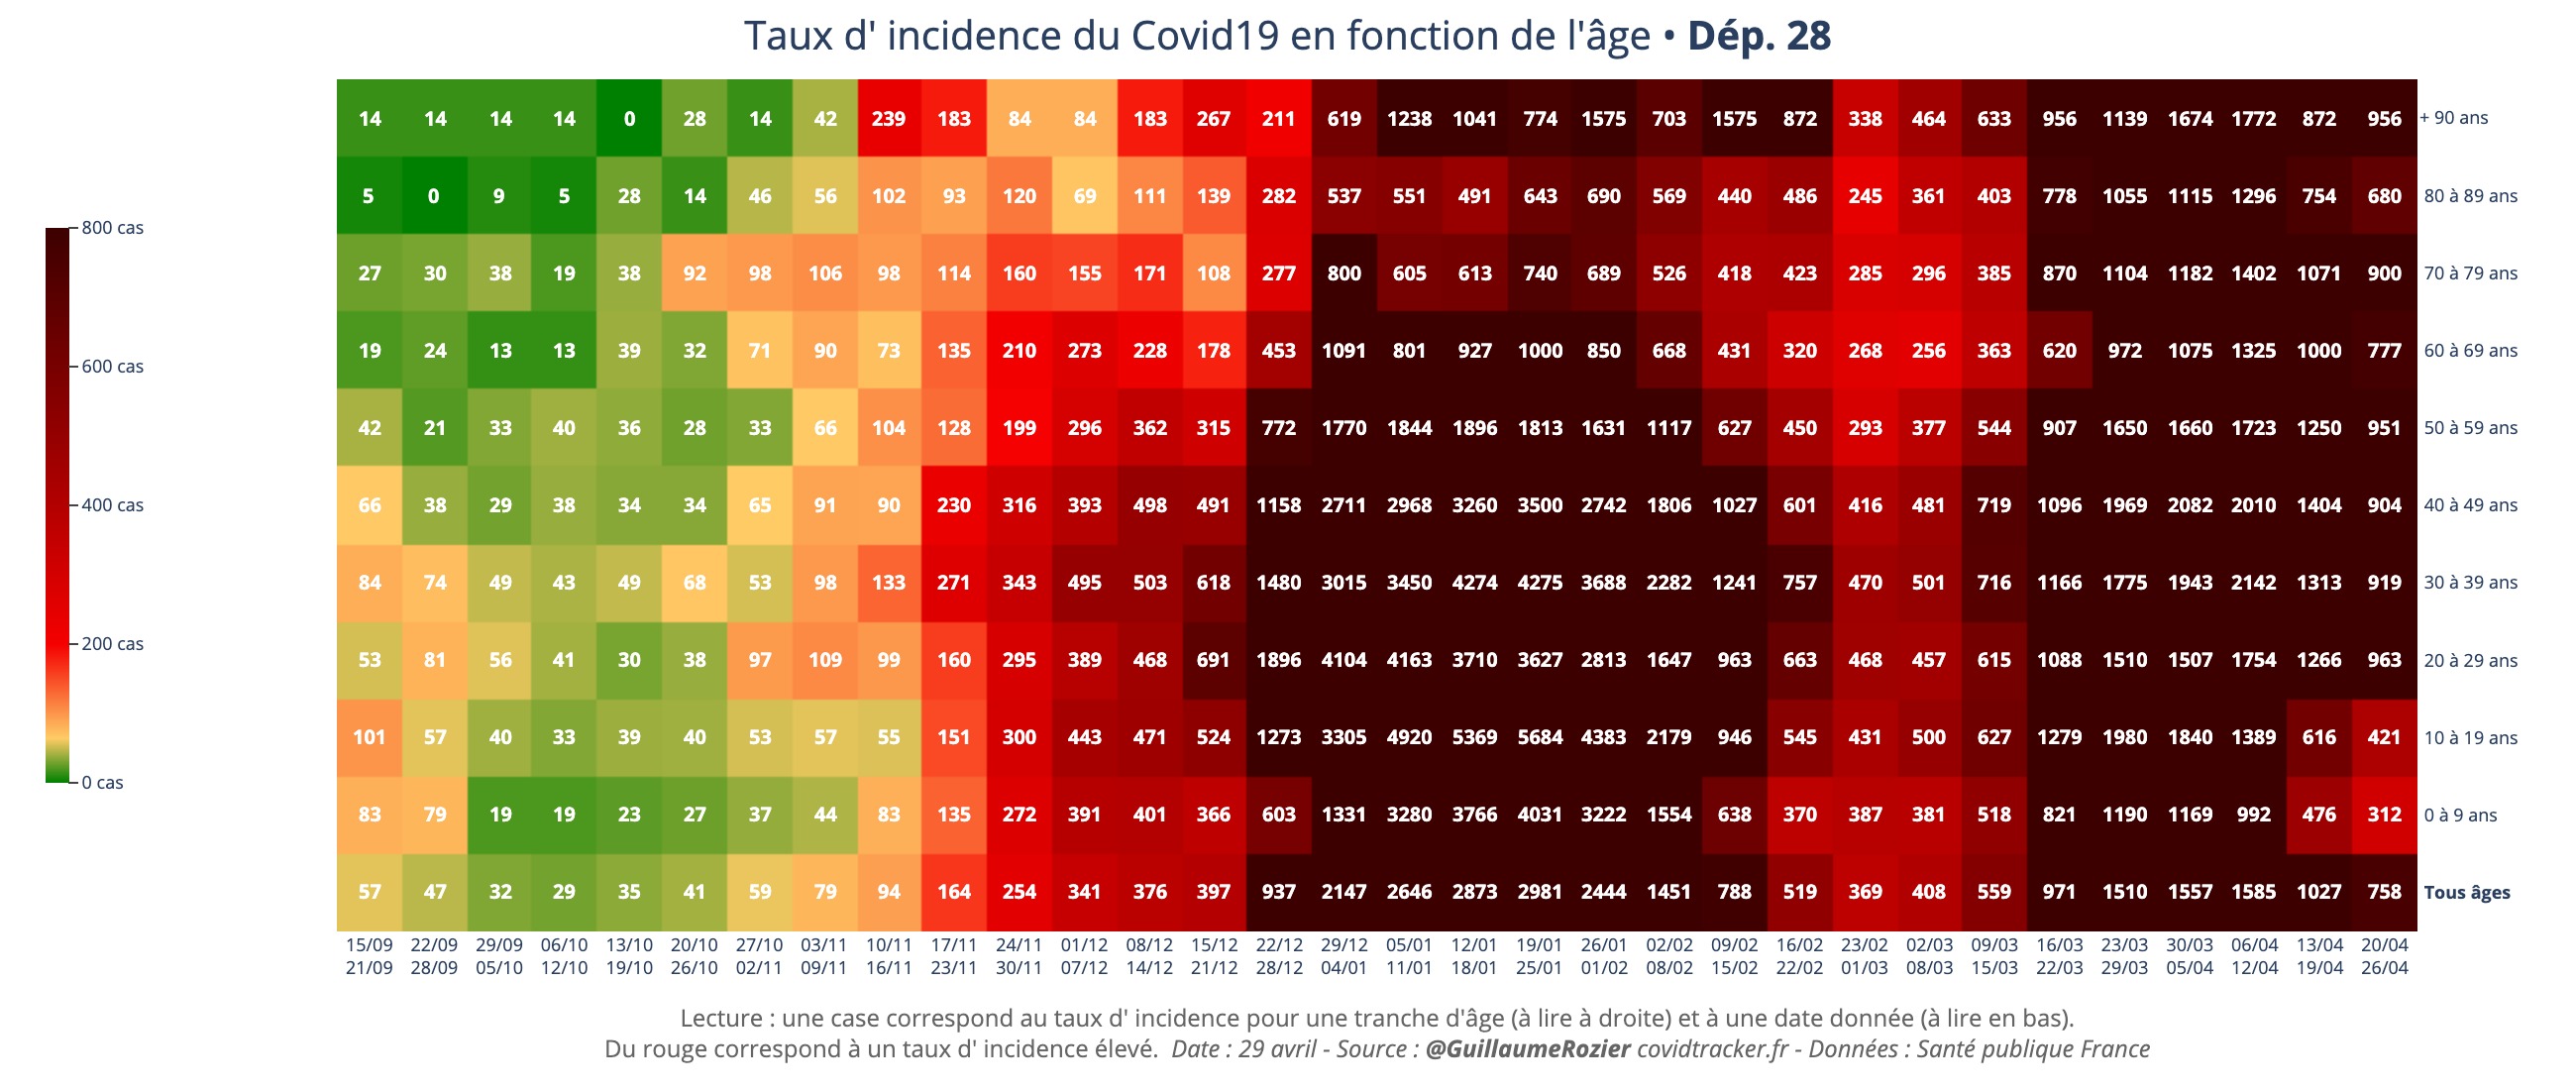 Taux d' incidence du Covid19 en fonction de l'âge • Dép. 28
14 14 14 14 0 28 14 42 239 183 84 84 183 267 211 619 1238 1041 774 1575 703 1575 872 338 464 633 956 1139 1674 1772 872 956 + 90 ans
5 0 9 5 28 14 46 56 102 93 120 69 111 139 282 537 551 491 643 690 569 440 486 245 361 403 778 1055 1115 1296 754 680 80 à 89 ans
800 cas
27 30 38 19 38 92 98 106 98 114 160 155 171 108 277 800 605 613 740 689 526 418 423 285 296 385 870 1104 1182 1402 1071 900 70 à 79 ans
19 24 13 13 39 32 71 90 73 135 210 273 228 178 453 1091 801 927 1000 850 668 431 320 268 256 363 620 972 1075 1325 1000 777 60 à 69 ans
600 cas
42 21 33 40 36 28 33 66 104 128 199 296 362 315 772 1770 1844 1896 1813 1631 1117 627 450 293 377 544 907 1650 1660 1723 1250 951 50 à 59 ans
400 cas
66 38 29 38 34 34 65 91 90 230 316 393 498 491 1158 2711 2968 3260 3500 2742 1806 1027 601 416 481 719 1096 1969 2082 2010 1404 904 40 à 49 ans
84 74 49 43 49 68 53 98 133 271 343 495 503 618 1480 3015 3450 4274 4275 3688 2282 1241 757 470 501 716 1166 1775 1943 2142 1313 919 30 à 39 ans
200 cas
53 81 56 41 30 38 97 109 99 160 295 389 468 691 1896 4104 4163 3710 3627 2813 1647 963 663 468 457 615 1088 1510 1507 1754 1266 963 20 à 29 ans
101 57 40 33 39 40 53 57 55 151 300 443 471 524 1273 3305 4920 5369 5684 4383 2179 946 545 431 500 627 1279 1980 1840 1389 616 421 10 à 19 ans
0 cas
83 79 19 19 23 27 37 44 83 135 272 391 401 366 603 1331 3280 3766 4031 3222 1554 638 370 387 381 518 821 1190 1169 992 476 312 0 à 9 ans
57 47 32 29 35 41 59 79 94 164 254 341 376 397 937 2147 2646 2873 2981 2444 1451 788 519 369 408 559 971 1510 1557 1585 1027 758 Tous âges
15/09 22/09 29/09 06/10 13/10 20/10 27/10 03/11 10/11 17/11 24/11 01/12 08/12 15/12 22/12 29/12 05/01 12/01 19/01 26/01 02/02 09/02 16/02 23/02 02/03 09/03 16/03 23/03 30/03 06/04 13/04 20/04
21/09 28/09 05/10 12/10 19/10 26/10 02/11 09/11 16/11 23/11 30/11 07/12 14/12 21/12 28/12 04/01 11/01 18/01 25/01 01/02 08/02 15/02 22/02 01/03 08/03 15/03 22/03 29/03 05/04 12/04 19/04 26/04
Lecture : une case correspond au taux d' incidence pour une tranche d'âge (à lire à droite) et à une date donnée (à lire en bas).
Du rouge correspond à un taux d' incidence élevé. Date : 29 avril - Source : @GuillaumeRozier covidtracker.fr - Données : Santé publique France